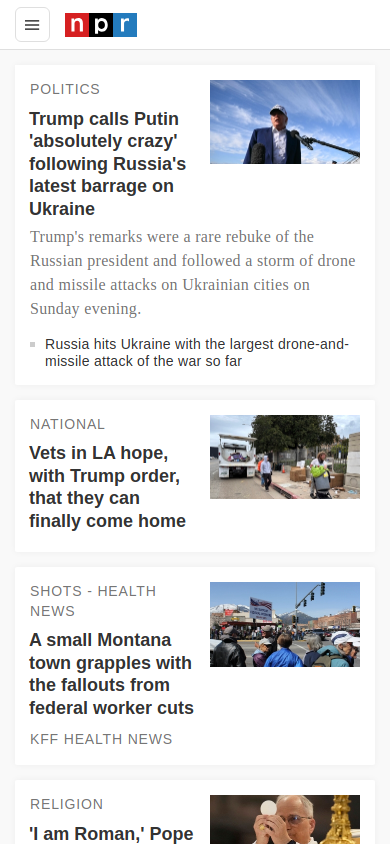 npr
POLITICS
Trump calls Putin
'absolutely crazy'
following Russia's
latest barrage on
Ukraine
Trump's remarks were a rare rebuke of the
Russian president and followed a storm of drone
and missile attacks on Ukrainian cities on
Sunday evening.
Russia hits Ukraine with the largest drone-and-
missile attack of the war so far
NATIONAL
Vets in LA hope,
with Trump order,
that they can
finally come home
SHOTS - HEALTH
NEWS
A small Montana
town grapples with
the fallouts from
federal worker cuts
KFF HEALTH NEWS
RELIGION
'I am Roman,' Pope